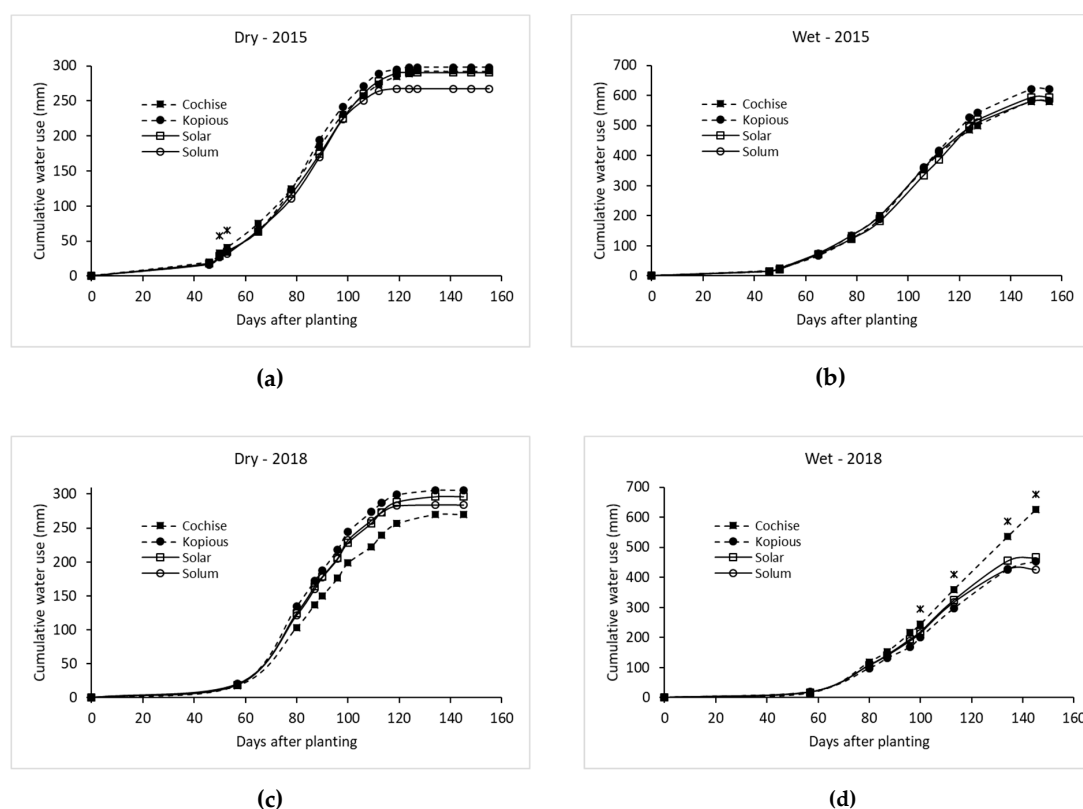 Dry - 2015
Cumulative water use (mm)
300
250
200
150
100
50
0
Cochise
Kopious
Solar
Solum
0 20 40 60 80 100 120 140 160
Days after planting
(a)
Wet - 2015
Cumulative water use (mm)
700
600
500
400
300
200
100
0
Cochise
Kopious
Solar
Solum
0 20 40 60 80 100 120 140 160
Days after planting
(b)
Dry - 2018
Cumulative water use (mm)
300
250
200
150
100
50
0
Cochise
Kopious
Solar
Solum
0 20 40 60 80 100 120 140 160
Days after planting
(c)
Wet - 2018
Cumulative water use (mm)
700
600
500
400
300
200
100
0
Cochise
Kopious
Solar
Solum
0 20 40 60 80 100 120 140 160
Days after planting
(d)